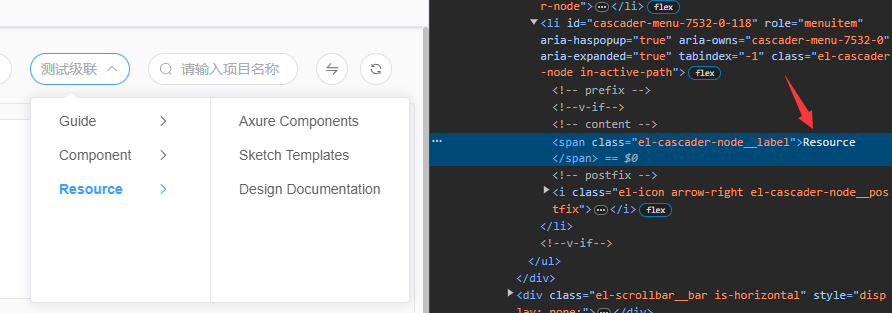 测试级联
请输入项目名称
Guide
Component
Resource
Axure Components
Sketch Templates
Design Documentation
r-node">…</li> flex
<li id="cascader-menu-7532-0-118" role="menuitem"
aria-haspopup="true" aria-owns="cascader-menu-7532-0"
aria-expanded="true" tabindex="-1" class="el-cascader
-node in-active-path"> flex
<!-- prefix -->
<!--v-if-->
<!-- content -->
<span class="el-cascader-node__label">Resource
</span> == $0
<!-- postfix -->
<i class="el-icon arrow-right el-cascader-node__pos
tfix">…</i> flex
</li>
<!--v-if-->
</ul>
</div>
<div class="el-scrollbar__bar is-horizontal" style="disp
lay: none;">…</div>